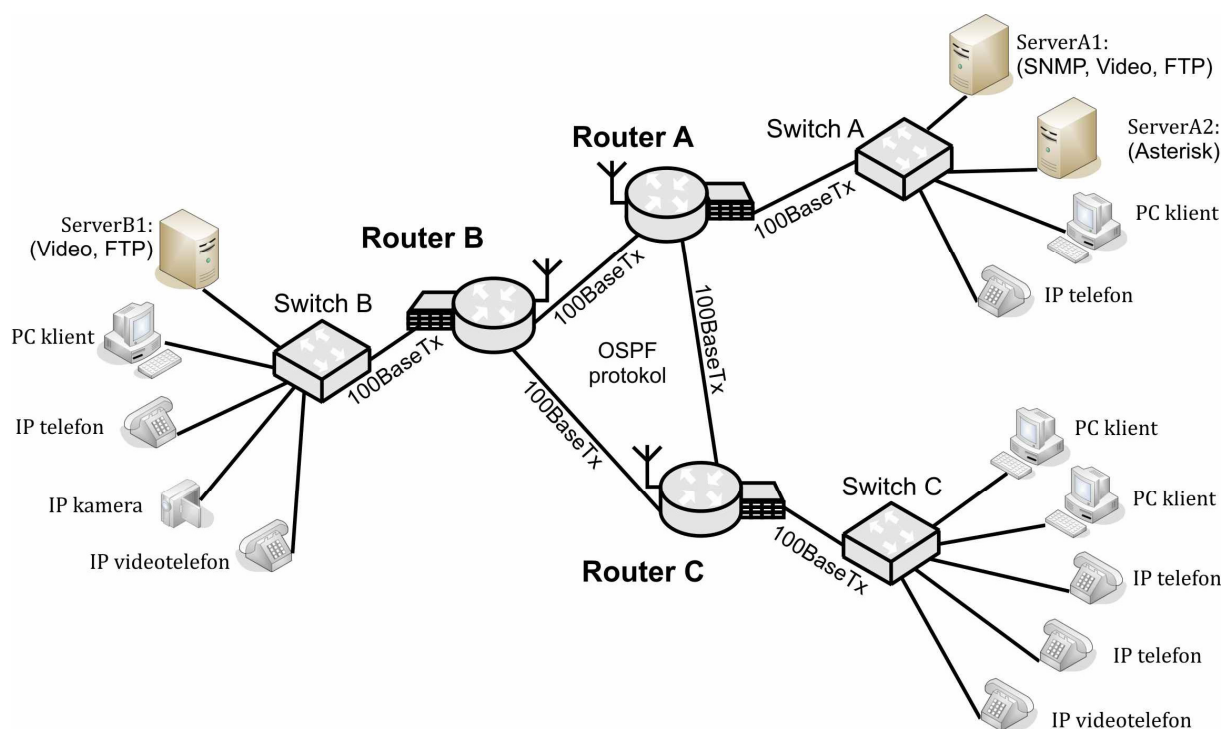 ServerA1:
(SNMP, Video, FTP)
Switch A
Router A
ServerA2:
(Asterisk)
100BaseTx
PC klient
ServerB1:
(Video, FTP)
Router B
IP telefon
Switch B
100BaseTx
100BaseTx
PC klient
100BaseTx
OSPF
protokol
100BaseTx
IP telefon
PC klient
Switch C
PC klient
IP kamera
100BaseTx
IP videotelefon
Router C
IP telefon
IP telefon
IP videotelefon